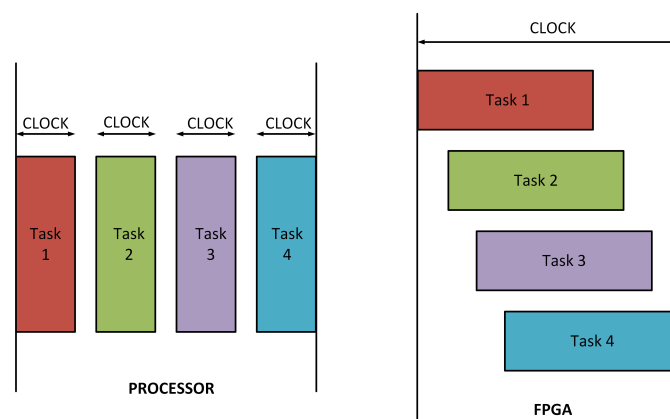 CLOCK
CLOCK
CLOCK
CLOCK
Task
1
Task
2
Task
3
Task
4
PROCESSOR
CLOCK
Task 1
Task 2
Task 3
Task 4
FPGA